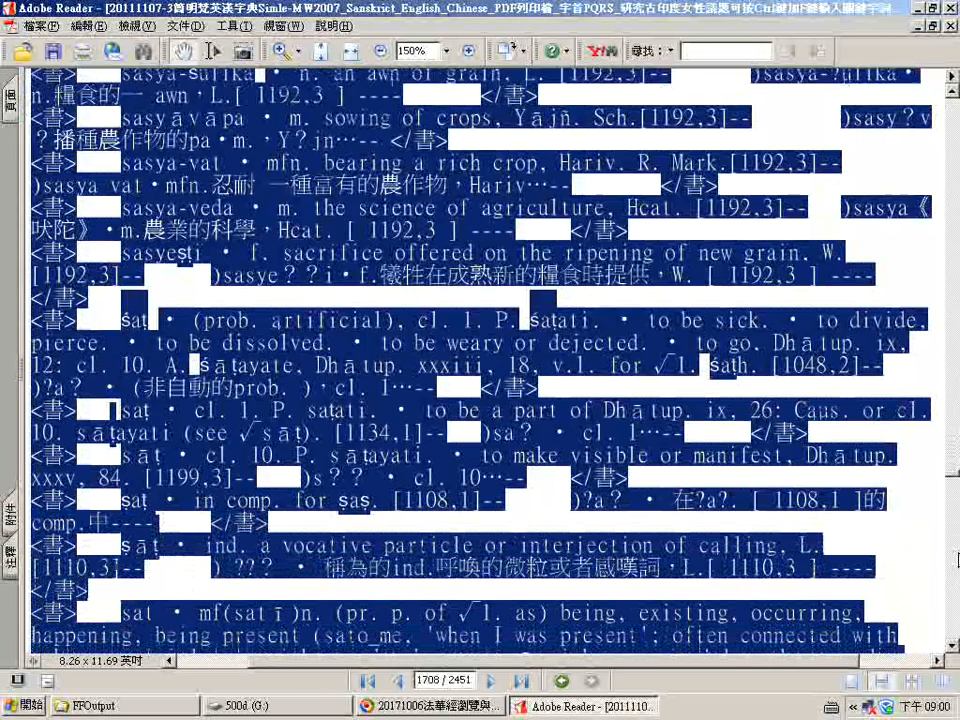 Adobe Reader - [20111107-3簡明梵英漢字典Simle-MW2007_Sanskrict_English_Chinese_PDF列印檔_字首PQRS_研究古印度女性議題可按Ctrl鍵加F鍵輸入關鍵字詞
檔案(F) 編輯(E) 檢視(V) 文件(D) 工具(T) 視窗(W) 說明(H)
150% Y! 尋找:
頁面
附件
註釋
<書> sasya-śūlika • n. an awn of grain, L. [1192,3]-- )sasya-?ulika •
n.糧食的一 awn，L.[ 1192,3 ] ---- </書>
<書> sasyāvāpa • m. sowing of crops, Yājñ. Sch.[1192,3]-- )sasy?v
?播種農作物的pa•m. Y?jn…-- </書>
<書> sasya-vat • mfn. bearing a rich crop, Hariv. R. Mark.[1192,3]--
)sasya vat•mfn.忍耐 一種富有的農作物，Hariv…-- </書>
<書> sasya-veda • m. the science of agriculture, Hcat. [1192,3]-- )sasya《
吠陀》•m.農業的科學，Hcat.[ 1192,3 ] ---- </書>
<書> sasyeṣṭi • f. sacrifice offered on the ripening of new grain, W.
[1192,3]-- )sasye??i•f.犧牲在成熟新的糧食時提供，W. [ 1192,3 ] ----
</書>
<書> śaṭ • (prob. artificial), cl. 1. P. śaṭati. • to be sick. • to divide,
pierce. • to be dissolved. • to be weary or dejected. • to go. Dhātup. ix,
12: cl. 10. A. śāṭayate, Dhātup. xxxiii, 18, v.l. for √1. śaṭh. [1048,2]--
)?a? • (非自動的prob. )，cl. 1…-- </書>
<書> saṭ • cl. 1. P. saṭati. • to be a part of Dhātup. ix, 26: Caus. or cl.
10. sāṭayati (see √sāṭ). [1134,1]-- )sa? • cl. 1…-- </書>
<書> sāṭ • cl. 10. P. sāṭayati. • to make visible or manifest, Dhātup.
xxxv, 84. [1199,3]-- )s?? • cl. 10…-- </書>
<書> ṣaṭ • in comp. for ṣaṣ. [1108,1]-- )?a? • 在?a?. [ 1108,1 ]的
comp.中---- </書>
<書> ṣāṭ • ind. a vocative particle or interjection of calling, L.
[1110,3]-- ) ??? • 稱為的ind.呼喚的微粒或者感嘆詞，L.[ 1110,3 ] ----
</書>
<書> sat • mf(satī)n. (pr. p. of √1. as) being, existing, occurring,
happening, being present (sato_me, 'when I was present'; often connected with
8.26 x 11.69 英吋
1708 / 2451
開始 FFOutput 500d (G:) 20171006法華經瀏覽與... Adobe Reader - [2011110... 下午 09:00